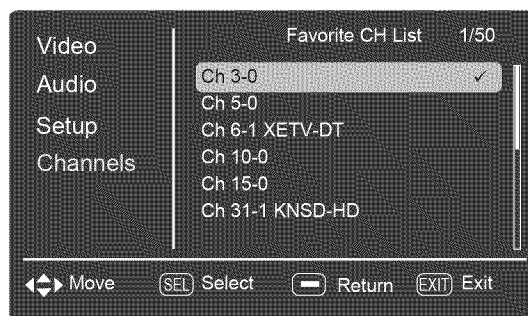 Video
Audio
Setup
Channels
Favorite CH List 1/50
Ch 3-0 ✓
Ch 5-0
Ch 6-1 XETV-DT
Ch 10-0
Ch 15-0
Ch 31-1 KNSD-HD
Move SEL Select Return EXIT Exit